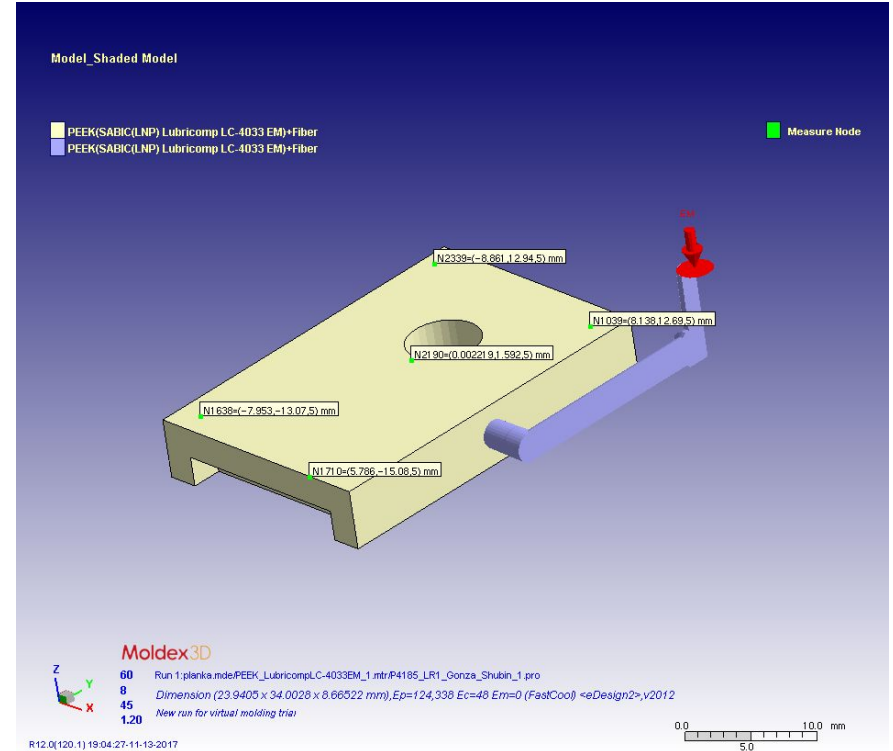 Model_Shaded Model
PEEK(SABIC(LNP) Lubricomp LC-4033 EM)+Fiber
PEEK(SABIC(LNP) Lubricomp LC-4033 EM)+Fiber
Measure Node
N2339=(-8.861,12.94,5) mm
N1039=(8.138,12.69,5) mm
N2190=(0.002219,1.592,5) mm
N1638=(-7.953,-13.07,5) mm
N1710=(5.786,-15.08,5) mm
Moldex3D
Z
Y
X
60 Run 1:planka.mde/PEEK_LubricompLC-4033EM_1.mtr/P4185_LR1_Gonza_Shubin_1.pro
8 Dimension (23.9405 x 34.0028 x 8.66522 mm),Ep=124,338 Ec=48 Em=0 (FastCool) <eDesign2>,v2012
45 New run for virtual molding trial
1.20
0.0 10.0 mm
5.0
R12.0(120.1) 19:04:27-11-13-2017